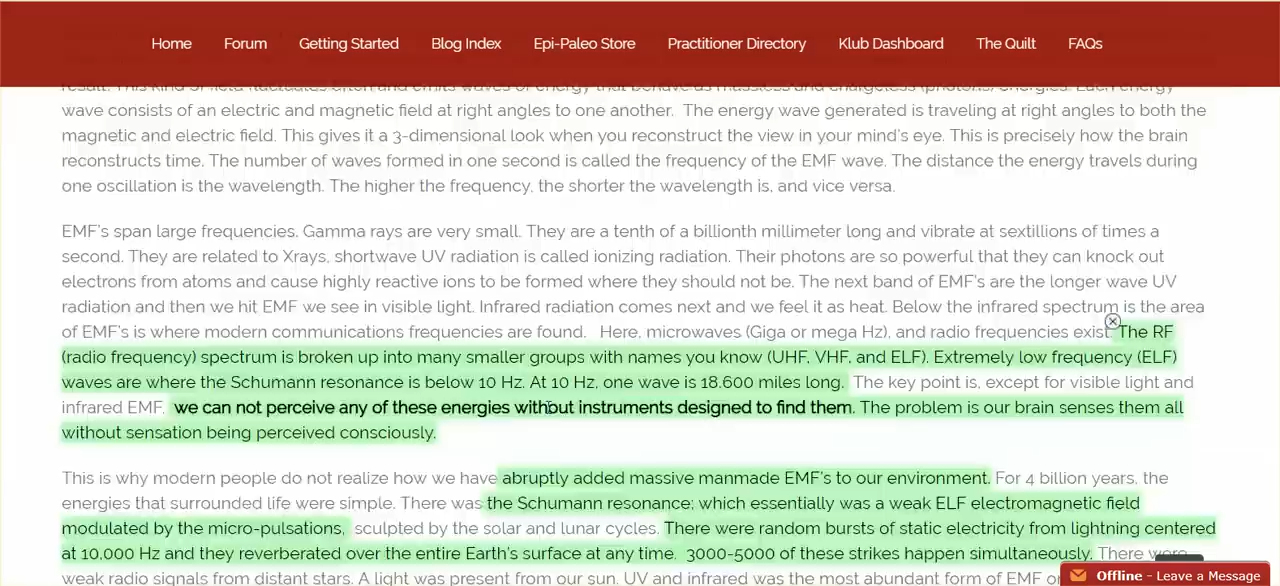 Home Forum Getting Started Blog Index Epi-Paleo Store Practitioner Directory Klub Dashboard The Quilt FAQs
result. This kind of field fluctuates often and emits waves of energy that behave as massless and chargeless (photons) energies. Each energy
wave consists of an electric and magnetic field at right angles to one another.  The energy wave generated is traveling at right angles to both the
magnetic and electric field. This gives it a 3-dimensional look when you reconstruct the view in your mind's eye. This is precisely how the brain
reconstructs time. The number of waves formed in one second is called the frequency of the EMF wave. The distance the energy travels during
one oscillation is the wavelength. The higher the frequency, the shorter the wavelength is, and vice versa.
EMF's span large frequencies. Gamma rays are very small. They are a tenth of a billionth millimeter long and vibrate at sextillions of times a
second. They are related to Xrays, shortwave UV radiation is called ionizing radiation. Their photons are so powerful that they can knock out
electrons from atoms and cause highly reactive ions to be formed where they should not be. The next band of EMF's are the longer wave UV
radiation and then we hit EMF we see in visible light. Infrared radiation comes next and we feel it as heat. Below the infrared spectrum is the area
of EMF's is where modern communications frequencies are found.   Here, microwaves (Giga or mega Hz), and radio frequencies exist. The RF
(radio frequency) spectrum is broken up into many smaller groups with names you know (UHF, VHF, and ELF). Extremely low frequency (ELF)
waves are where the Schumann resonance is below 10 Hz. At 10 Hz, one wave is 18,600 miles long.  The key point is, except for visible light and
infrared EMF,  we can not perceive any of these energies without instruments designed to find them. The problem is our brain senses them all
without sensation being perceived consciously.
This is why modern people do not realize how we have abruptly added massive manmade EMF's to our environment. For 4 billion years, the
energies that surrounded life were simple. There was the Schumann resonance; which essentially was a weak ELF electromagnetic field
modulated by the micro-pulsations,  sculpted by the solar and lunar cycles. There were random bursts of static electricity from lightning centered
at 10,000 Hz and they reverberated over the entire Earth's surface at any time.  3000-5000 of these strikes happen simultaneously. There were
weak radio signals from distant stars. A light was present from our sun. UV and infrared was the most abundant form of EMF
Offline - Leave a Message